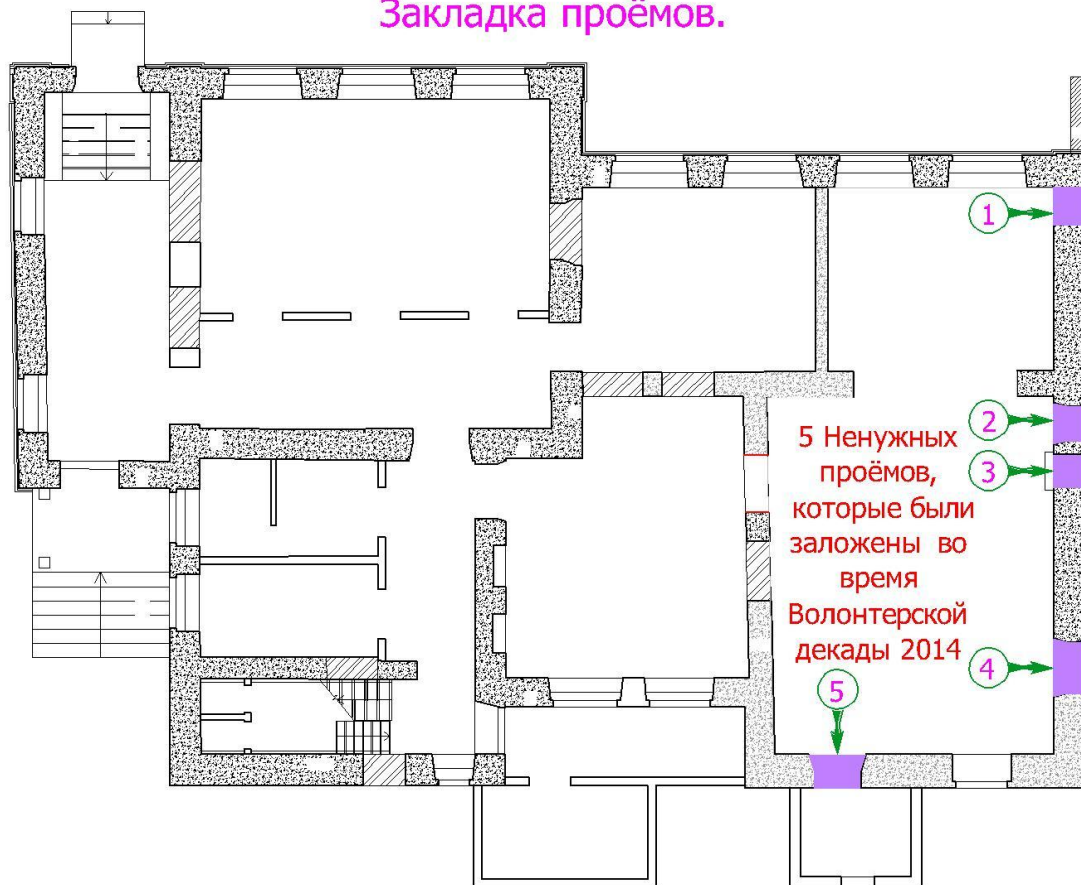 Закладка проёмов.
1
2
3
5 Ненужных
проёмов,
которые были
заложены во
время
Волонтерской
декады 2014
4
5